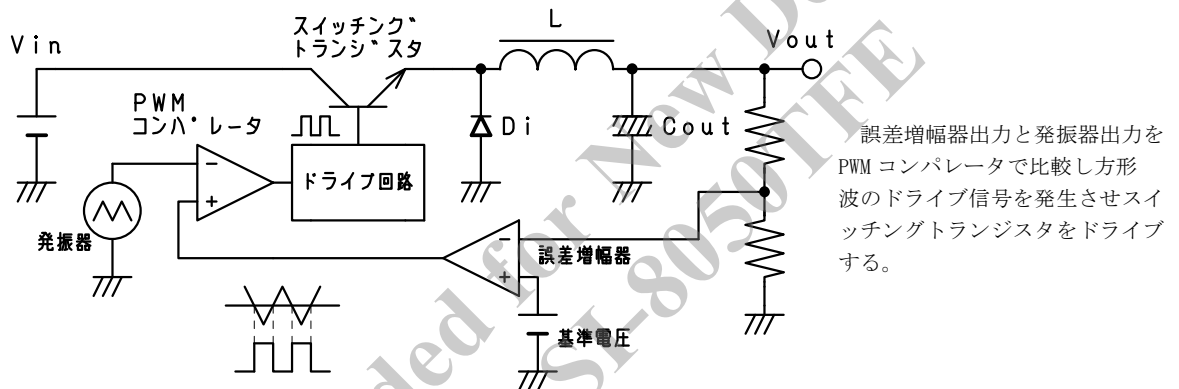 Vin
スイッチング
トランジスタ
L
Vout
PWM
コンパレータ
Di
Cout
－
＋
ドライブ回路
発振器
－
＋
誤差増幅器
基準電圧
誤差増幅器出力と発振器出力を
PWM コンパレータで比較し方形
波のドライブ信号を発生させスイ
ッチングトランジスタをドライブ
する。
ded for New D
SI-8050TFE